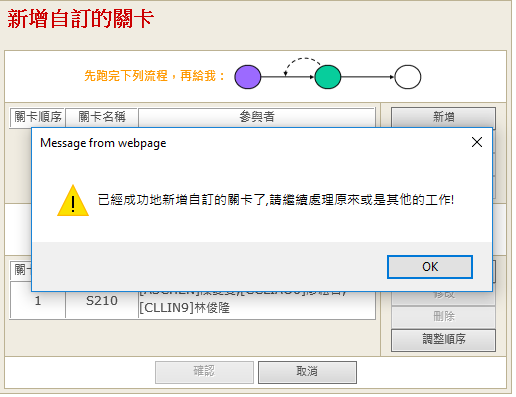 新增自訂的關卡
先跑完下列流程，再給我：
關卡順序 關卡名稱 參與者 新增
Message from webpage
已經成功地新增自訂的關卡了,請繼續處理原來或是其他的工作!
OK
關卡
1 S210
[CLLIN9]林俊隆
修改
刪除
調整順序
確認 取消